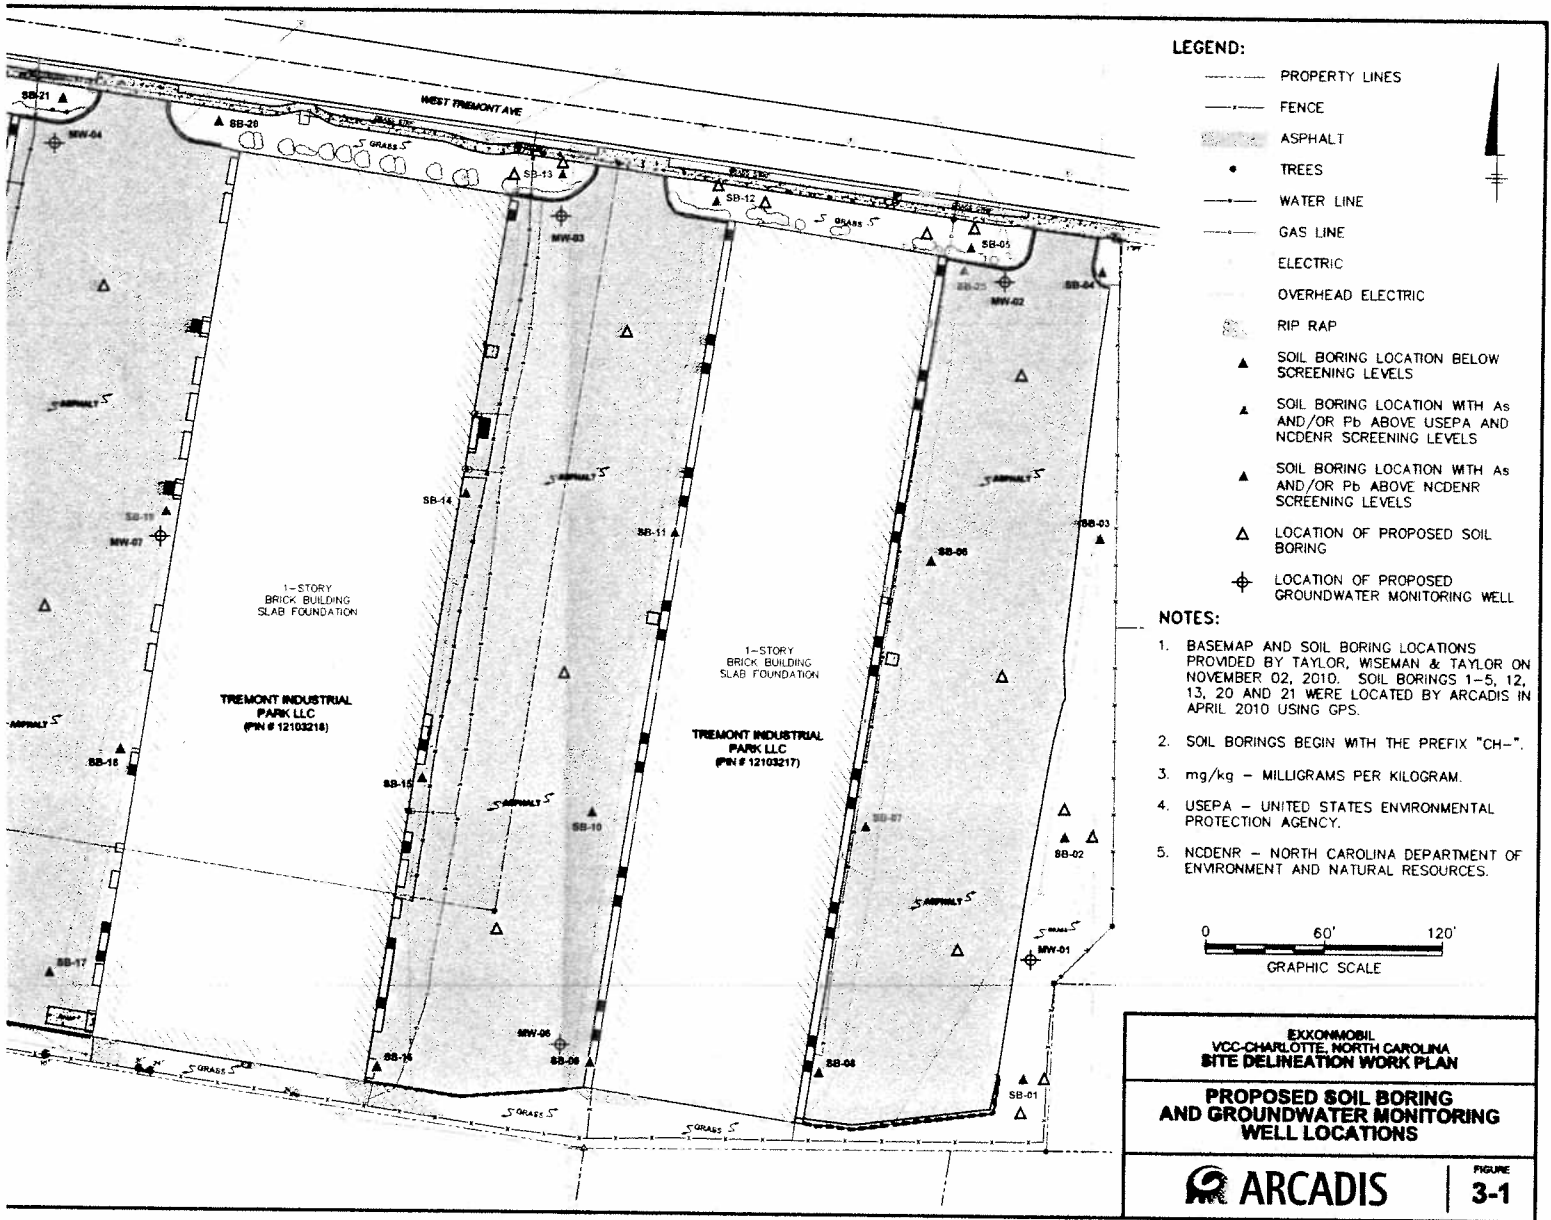 WEST TREMONT AVE
SB-21
MW-04
SB-20
GRASS
SB-13
MW-03
SB-12
GRASS
SB-05
SB-25
MW-02
SB-04
ASPHALT
SB-14
ASPHALT
ASPHALT
SB-19
MW-07
SB-11
SB-06
SB-03
1-STORY
BRICK BUILDING
SLAB FOUNDATION
1-STORY
BRICK BUILDING
SLAB FOUNDATION
TREMONT INDUSTRIAL
PARK LLC
(PIN # 12103218)
TREMONT INDUSTRIAL
PARK LLC
(PIN # 12103217)
ASPHALT
SB-18
SB-15
ASPHALT
SB-10
SB-07
SB-02
ASPHALT
GRASS
MW-01
SB-17
MW-06
SB-16
SB-08
SB-01
GRASS
GRASS
GRASS
LEGEND:
PROPERTY LINES
FENCE
ASPHALT
TREES
WATER LINE
GAS LINE
ELECTRIC
OVERHEAD ELECTRIC
RIP RAP
SOIL BORING LOCATION BELOW
SCREENING LEVELS
SOIL BORING LOCATION WITH As
AND/OR Pb ABOVE USEPA AND
NCDENR SCREENING LEVELS
SOIL BORING LOCATION WITH As
AND/OR Pb ABOVE NCDENR
SCREENING LEVELS
LOCATION OF PROPOSED SOIL
BORING
LOCATION OF PROPOSED
GROUNDWATER MONITORING WELL
NOTES:
1. BASEMAP AND SOIL BORING LOCATIONS
PROVIDED BY TAYLOR, WISEMAN & TAYLOR ON
NOVEMBER 02, 2010. SOIL BORINGS 1-5, 12,
13, 20 AND 21 WERE LOCATED BY ARCADIS IN
APRIL 2010 USING GPS.
2. SOIL BORINGS BEGIN WITH THE PREFIX "CH-".
3. mg/kg - MILLIGRAMS PER KILOGRAM.
4. USEPA - UNITED STATES ENVIRONMENTAL
PROTECTION AGENCY.
5. NCDENR - NORTH CAROLINA DEPARTMENT OF
ENVIRONMENT AND NATURAL RESOURCES.
0 60' 120'
GRAPHIC SCALE
EXXONMOBIL
VCC-CHARLOTTE, NORTH CAROLINA
SITE DELINEATION WORK PLAN
PROPOSED SOIL BORING
AND GROUNDWATER MONITORING
WELL LOCATIONS
ARCADIS
FIGURE
3-1